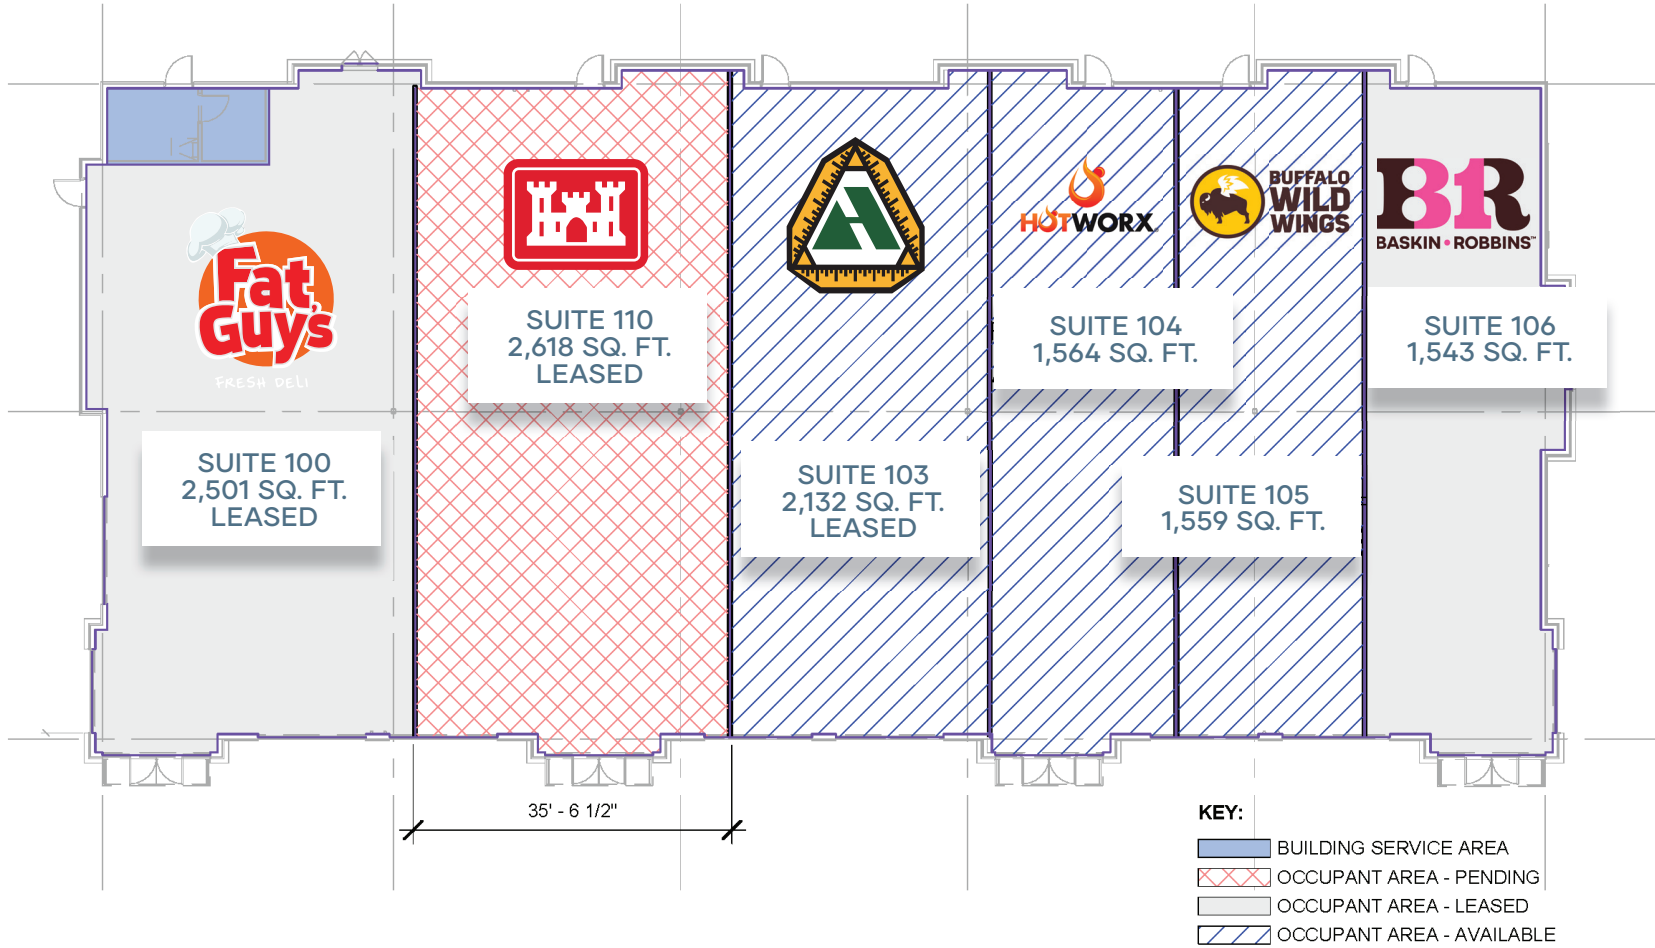 Fat
Guy's
FRESH DELI
SUITE 100
2,501 SQ. FT.
LEASED
SUITE 110
2,618 SQ. FT.
LEASED
SUITE 103
2,132 SQ. FT.
LEASED
HOTWORX
SUITE 104
1,564 SQ. FT.
BUFFALO
WILD
WINGS
SUITE 105
1,559 SQ. FT.
BR
BASKIN • ROBBINS™
SUITE 106
1,543 SQ. FT.
35' - 6 1/2"
KEY:
BUILDING SERVICE AREA
OCCUPANT AREA - PENDING
OCCUPANT AREA - LEASED
OCCUPANT AREA - AVAILABLE